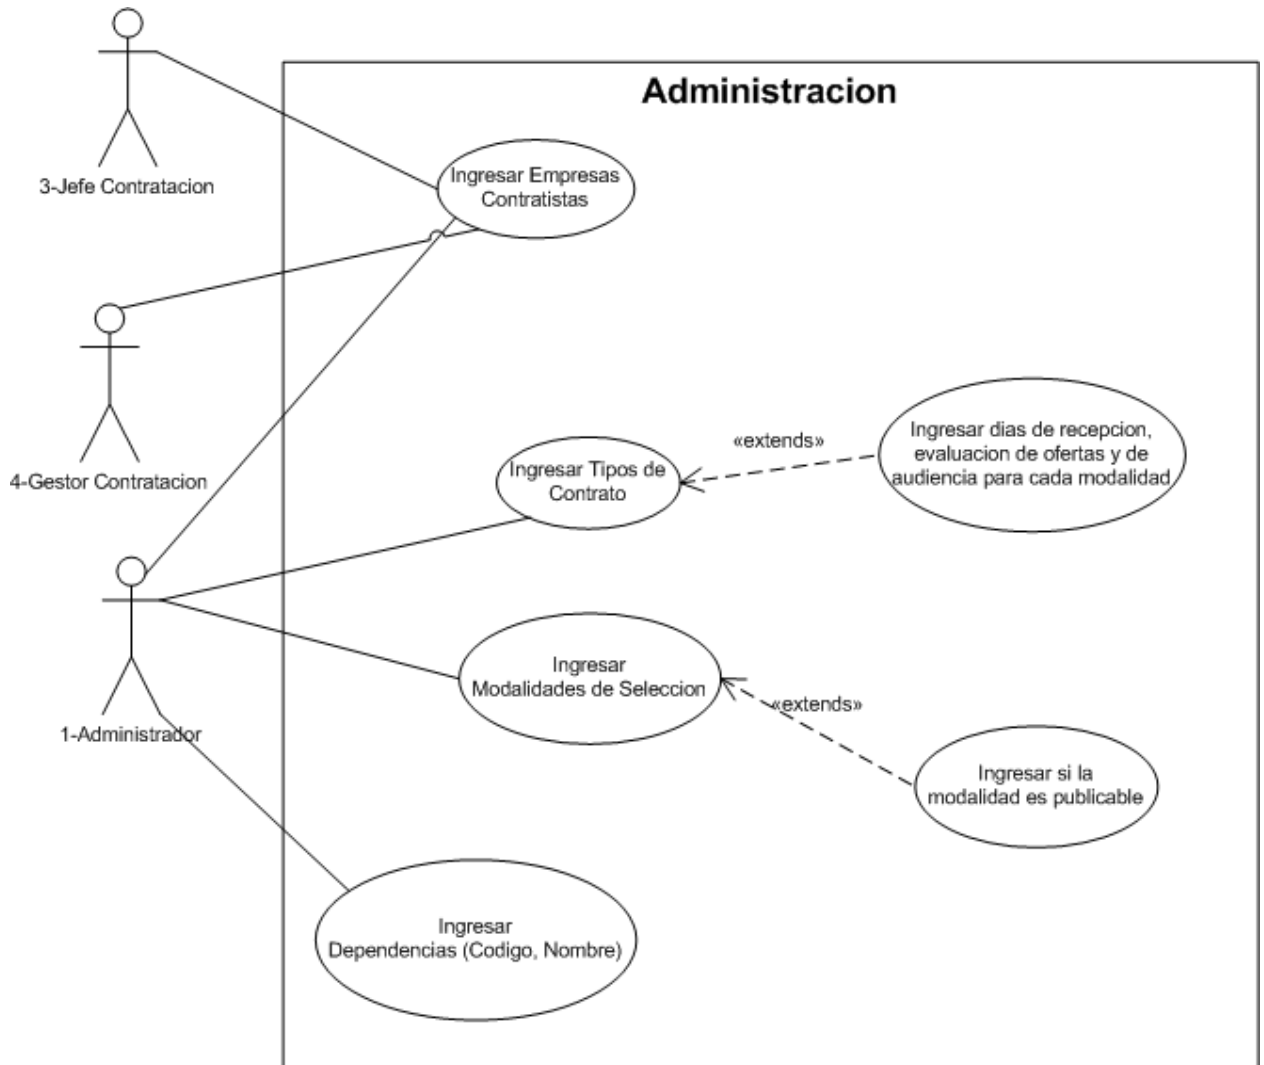 Administracion
3-Jefe Contratacion
Ingresar Empresas
Contratistas
4-Gestor Contratacion
Ingresar Tipos de
Contrato
«extends»
Ingresar dias de recepcion,
evaluacion de ofertas y de
audiencia para cada modalidad
1-Administrador
Ingresar
Modalidades de Seleccion
«extends»
Ingresar si la
modalidad es publicable
Ingresar
Dependencias (Codigo, Nombre)